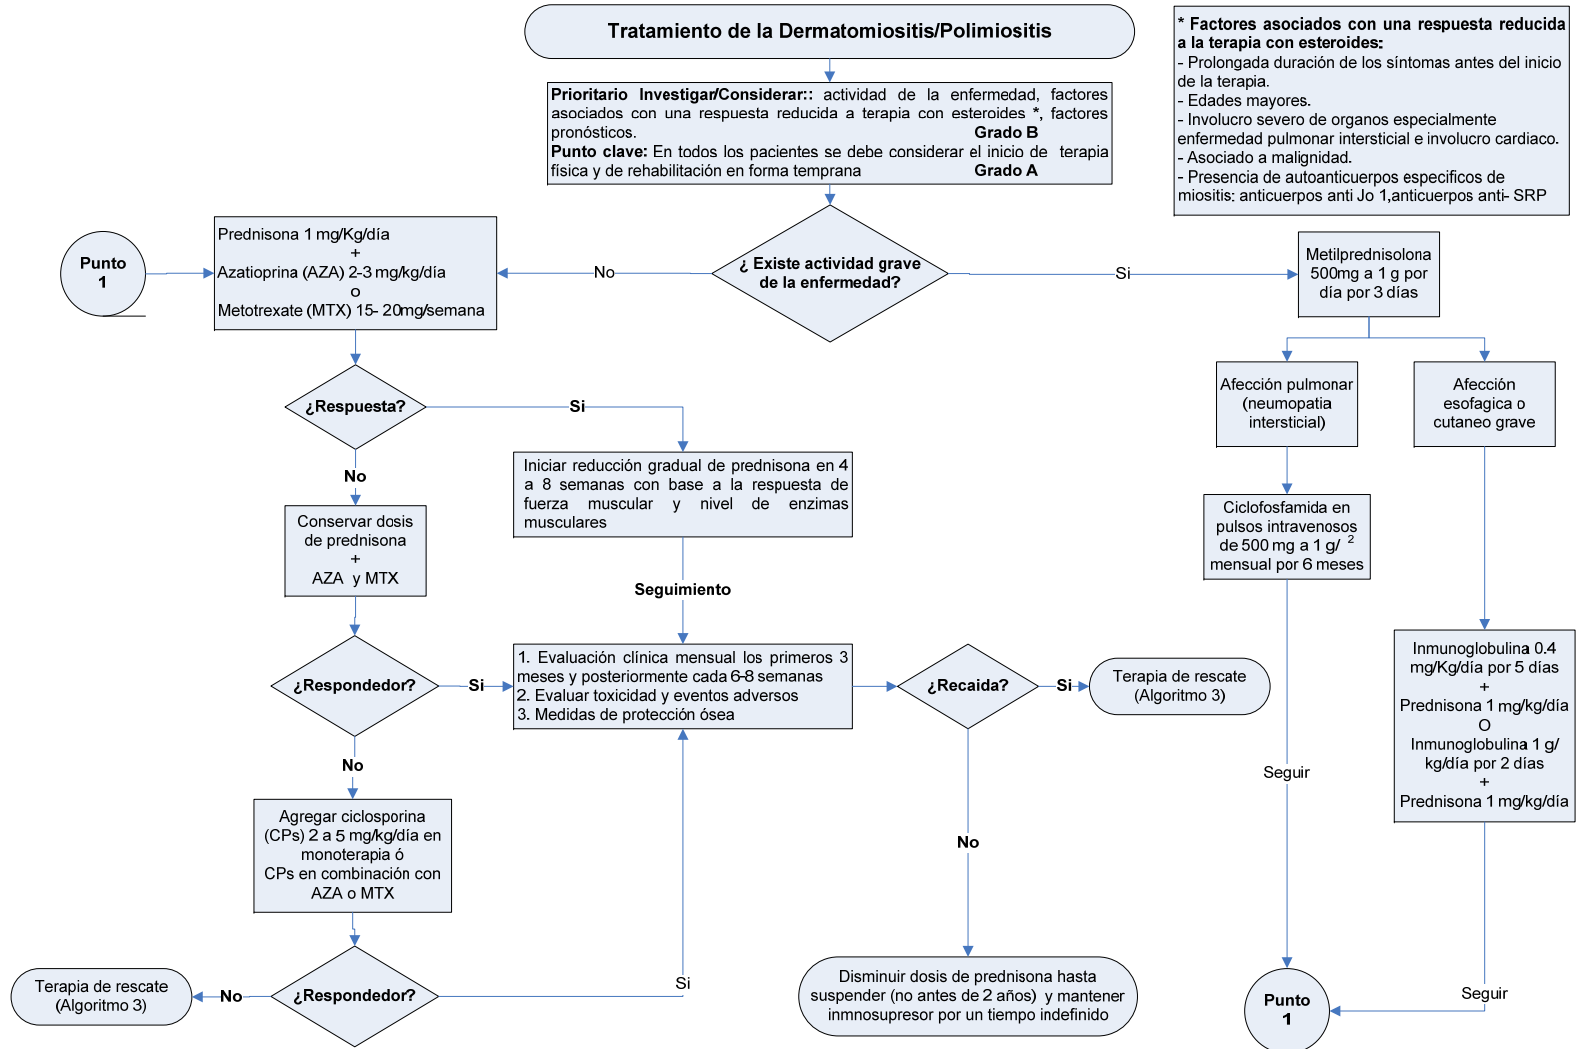 Tratamiento de la Dermatomiositis/Polimiositis
* Factores asociados con una respuesta reducida
a la terapia con esteroides:
- Prolongada duración de los síntomas antes del inicio
de la terapia.
- Edades mayores.
- Involucro severo de organos especialmente
enfermedad pulmonar intersticial e involucro cardiaco.
- Asociado a malignidad.
- Presencia de autoanticuerpos especificos de
miositis: anticuerpos anti Jo 1,anticuerpos anti- SRP
Prioritario Investigar/Considerar:: actividad de la enfermedad, factores
asociados con una respuesta reducida a terapia con esteroides *, factores
pronósticos. Grado B
Punto clave: En todos los pacientes se debe considerar el inicio de terapia
física y de rehabilitación en forma temprana Grado A
Punto
1
Prednisona 1 mg/Kg/día
+
Azatioprina (AZA) 2-3 mg/kg/día
o
Metotrexate (MTX) 15- 20mg/semana
No
¿ Existe actividad grave
de la enfermedad?
Si
Metilprednisolona
500mg a 1 g por
día por 3 días
¿Respuesta?
Si
No
Afección pulmonar
(neumopatia
intersticial)
Afección
esofagica o
cutaneo grave
Iniciar reducción gradual de prednisona en 4
a 8 semanas con base a la respuesta de
fuerza muscular y nivel de enzimas
musculares
Conservar dosis
de prednisona
+
AZA y MTX
Ciclofosfamida en
pulsos intravenosos
de 500 mg a 1 g/ 2
mensual por 6 meses
Seguimiento
¿Respondedor?
Si
1. Evaluación clínica mensual los primeros 3
meses y posteriormente cada 6-8 semanas
2. Evaluar toxicidad y eventos adversos
3. Medidas de protección ósea
¿Recaida?
Si
Terapia de rescate
(Algoritmo 3)
Inmunoglobulina 0.4
mg/Kg/día por 5 días
+
Prednisona 1 mg/kg/día
O
Inmunoglobulina 1 g/
kg/día por 2 días
+
Prednisona 1 mg/kg/día
No
Seguir
Agregar ciclosporina
(CPs) 2 a 5 mg/kg/día en
monoterapia ó
CPs en combinación con
AZA o MTX
No
Terapia de rescate
(Algoritmo 3)
No
¿Respondedor?
Si
Disminuir dosis de prednisona hasta
suspender (no antes de 2 años) y mantener
inmnosupresor por un tiempo indefinido
Punto
1
Seguir